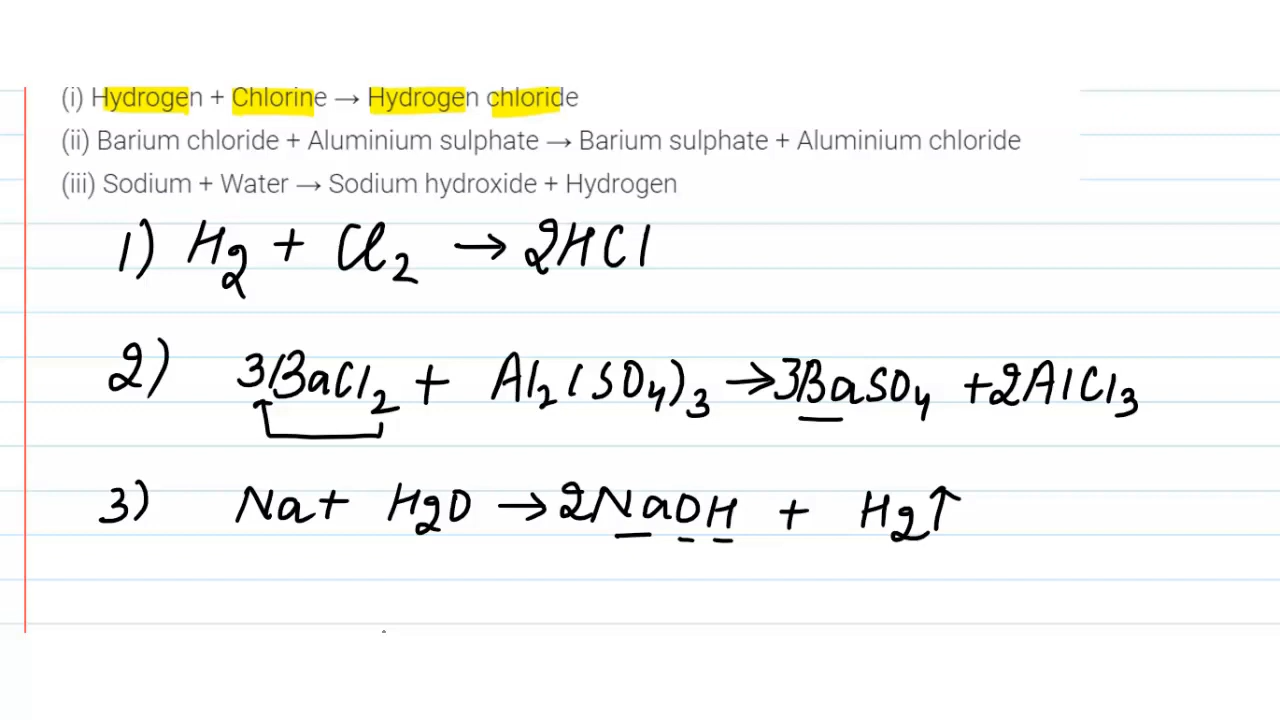 (i) Hydrogen + Chlorine → Hydrogen chloride
(ii) Barium chloride + Aluminium sulphate → Barium sulphate + Aluminium chloride
(iii) Sodium + Water → Sodium hydroxide + Hydrogen
1) H₂ + Cl₂ → 2HCl
2) 3BaCl₂ + Al₂(SO₄)₃ → 3BaSO₄ + 2AlCl₃
3) Na + H₂O → 2NaOH + H₂↑